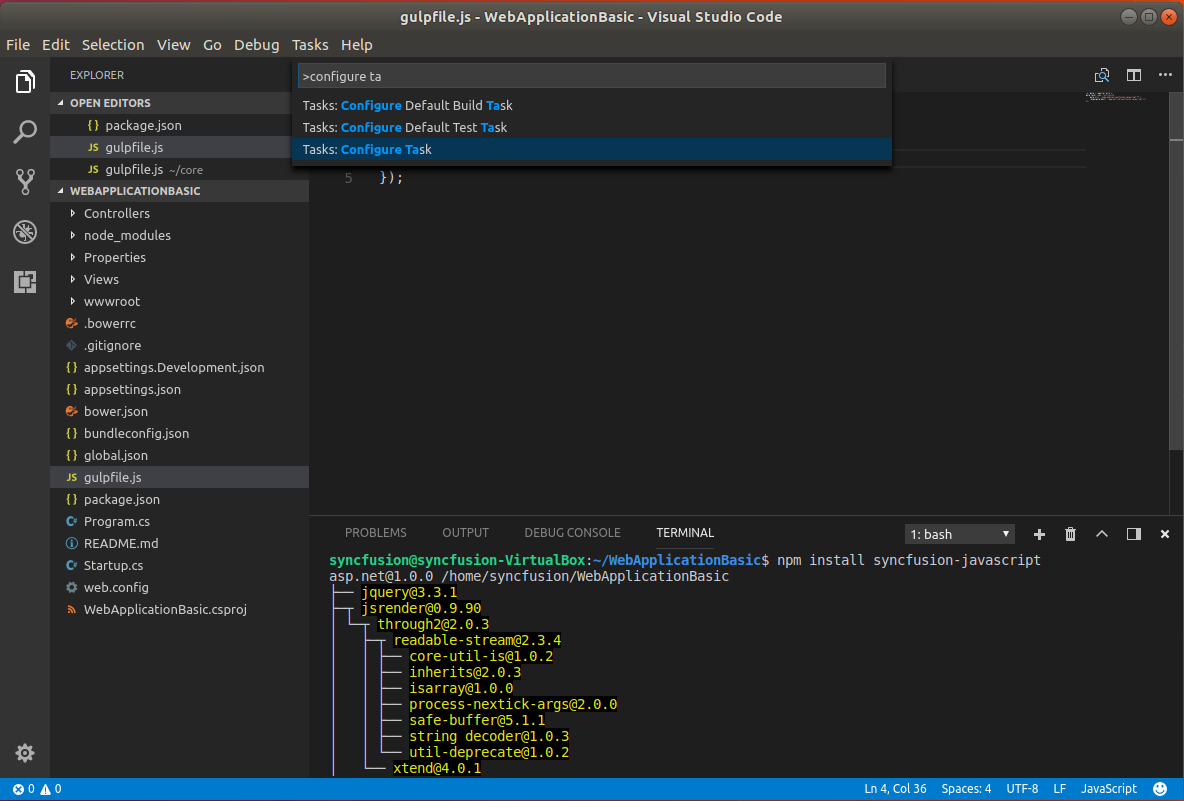 gulpfile.js - WebApplicationBasic - Visual Studio Code
File Edit Selection View Go Debug Tasks Help
EXPLORER
OPEN EDITORS
{} package.json
JS gulpfile.js
JS gulpfile.js ~/core
WEBAPPLICATIONBASIC
Controllers
node_modules
Properties
Views
wwwroot
.bowerrc
.gitignore
{} appsettings.Development.json
{} appsettings.json
bower.json
{} bundleconfig.json
{} global.json
JS gulpfile.js
{} package.json
C# Program.cs
README.md
C# Startup.cs
web.config
WebApplicationBasic.csproj
>configure ta
Tasks: Configure Default Build Task
Tasks: Configure Default Test Task
Tasks: Configure Task
5 });
PROBLEMS OUTPUT DEBUG CONSOLE TERMINAL 1: bash
syncfusion@syncfusion-VirtualBox:~/WebApplicationBasic$ npm install syncfusion-javascript
asp.net@1.0.0 /home/syncfusion/WebApplicationBasic
├── jquery@3.3.1
├─┬ jsrender@0.9.90
│ └─┬ through2@2.0.3
│   ├─┬ readable-stream@2.3.4
│   │ ├── core-util-is@1.0.2
│   │ ├── inherits@2.0.3
│   │ ├── isarray@1.0.0
│   │ ├── process-nextick-args@2.0.0
│   │ ├── safe-buffer@5.1.1
│   │ ├── string decoder@1.0.3
│   │ └── util-deprecate@1.0.2
│   └── xtend@4.0.1
0 0 Ln 4, Col 36 Spaces: 4 UTF-8 LF JavaScript